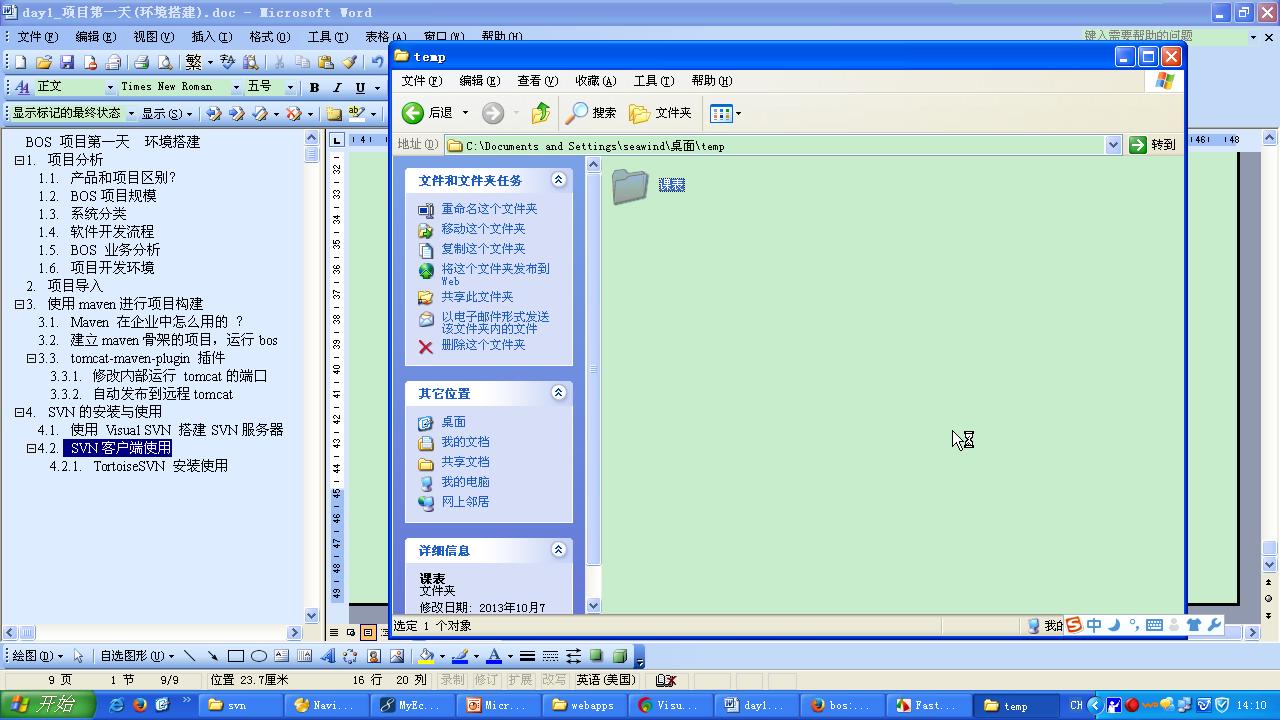 day1_项目第一天(环境搭建).doc - Microsoft Word
文件(F) 编辑(E) 视图(V) 插入(I) 格式(O) 工具(T) 表格(A) 窗口(W) 帮助(H)
键入需要帮助的问题
正文 Times New Roman 五号 B I U
显示标记的最终状态 显示(S)
BOS 项目第一天 环境搭建
1. 项目分析
1.1. 产品和项目区别?
1.2. BOS 项目规模
1.3. 系统分类
1.4. 软件开发流程
1.5. BOS 业务分析
1.6. 项目开发环境
2. 项目导入
3. 使用 maven 进行项目构建
3.1. Maven 在企业中怎么用的 ?
3.2. 建立 maven 骨架的项目，运行 bos
3.3. tomcat-maven-plugin 插件
3.3.1. 修改内部运行 tomcat 的端口
3.3.2. 自动发布到远程 tomcat
4. SVN 的安装与使用
4.1. 使用 Visual SVN 搭建 SVN 服务器
4.2. SVN 客户端使用
4.2.1. TortoiseSVN 安装使用
temp
文件(F) 编辑(E) 查看(V) 收藏(A) 工具(T) 帮助(H)
后退 搜索 文件夹
地址(D) C:\Documents and Settings\seawind\桌面\temp 转到
文件和文件夹任务
重命名这个文件夹
移动这个文件夹
复制这个文件夹
将这个文件夹发布到
Web
共享此文件夹
以电子邮件形式发送
该文件夹内的文件
删除这个文件夹
其它位置
桌面
我的文档
共享文档
我的电脑
网上邻居
详细信息
课表
文件夹
修改日期: 2013年10月7
课表
选定 1 个对象
我的
中
绘图(D) 自选图形(U)
9 页 1 节 9/9 位置 23.7厘米 16 行 20 列 录制 修订 扩展 改写 英语(美国)
开始 svn Navi... MyEc... Micr... webapps Visu... day1... bos:... Fast... temp CH 14:10